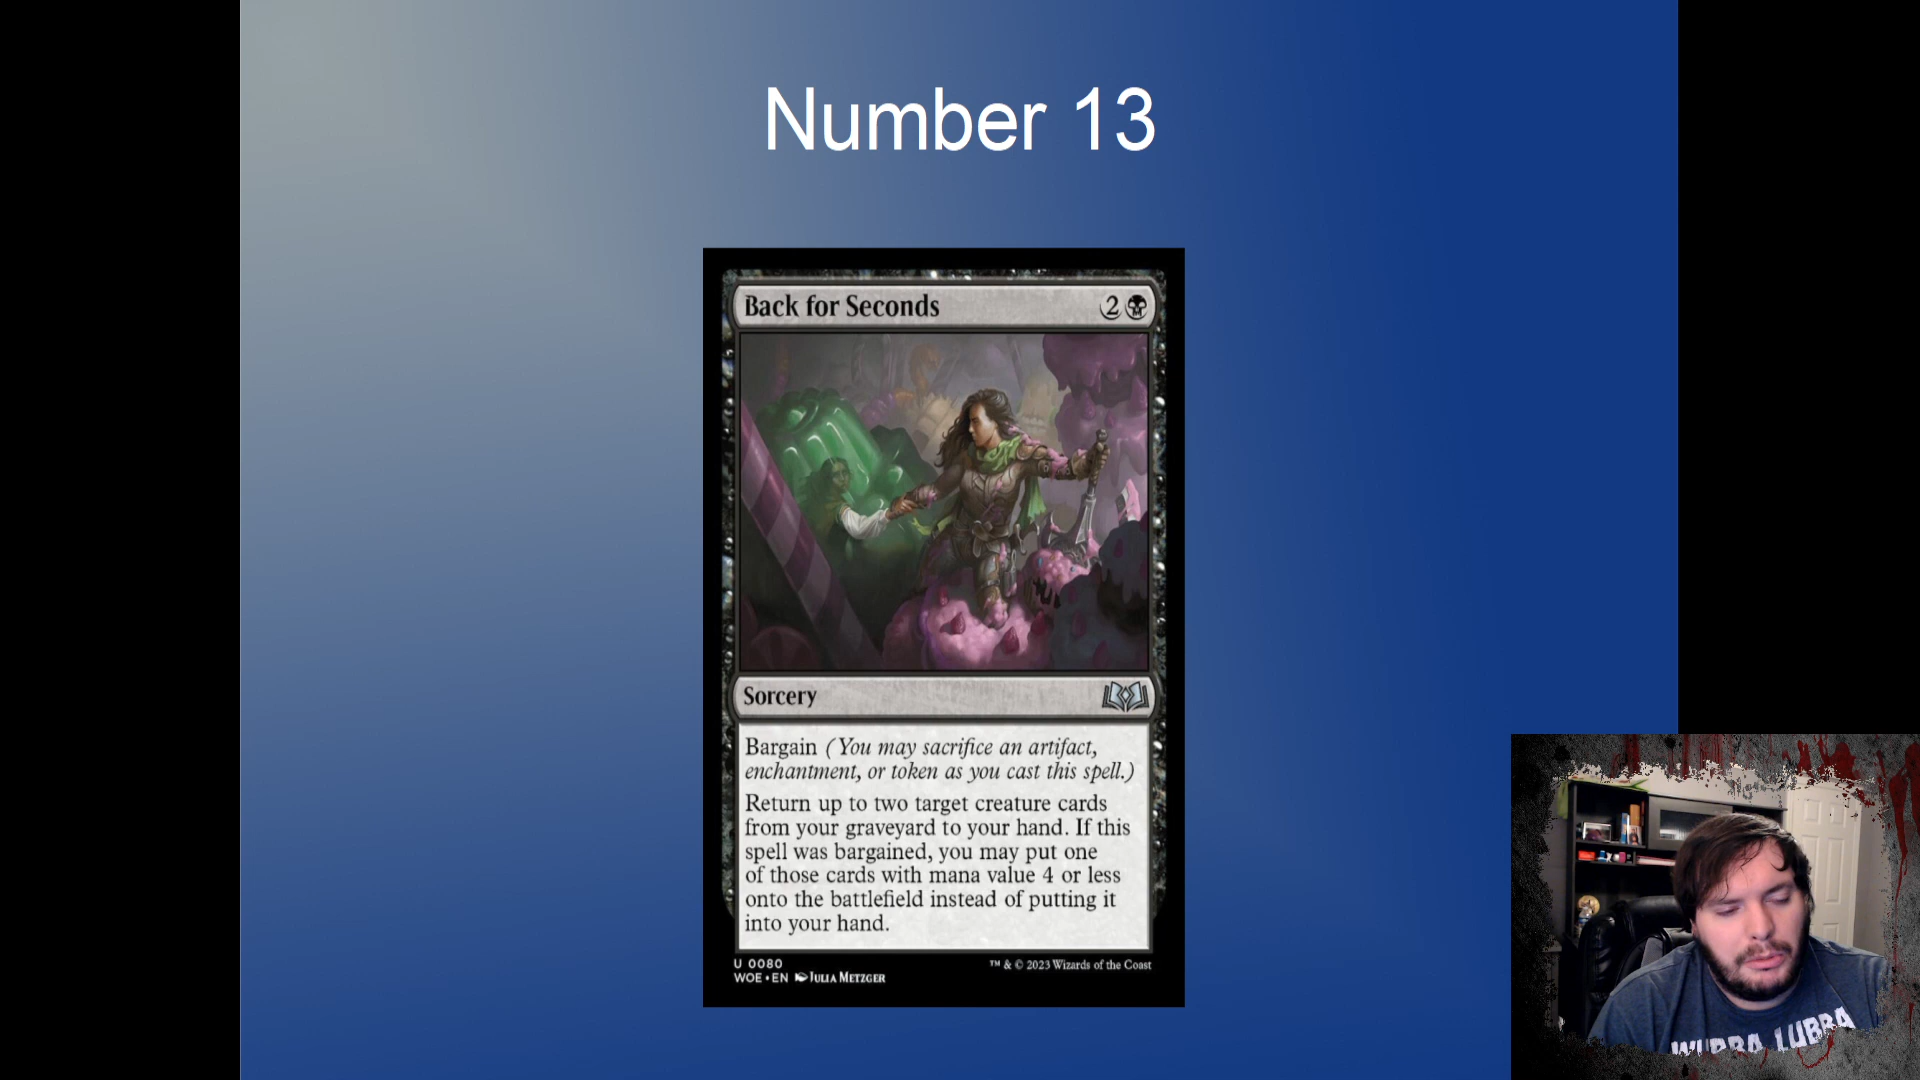 Number 13
Back for Seconds 2
Sorcery
Bargain (You may sacrifice an artifact,
enchantment, or token as you cast this spell.)
Return up to two target creature cards
from your graveyard to your hand. If this
spell was bargained, you may put one
of those cards with mana value 4 or less
onto the battlefield instead of putting it
into your hand.
U 0080
WOE • EN JULIA METZGER
™ & © 2023 Wizards of the Coast
WUBBA LUBBA